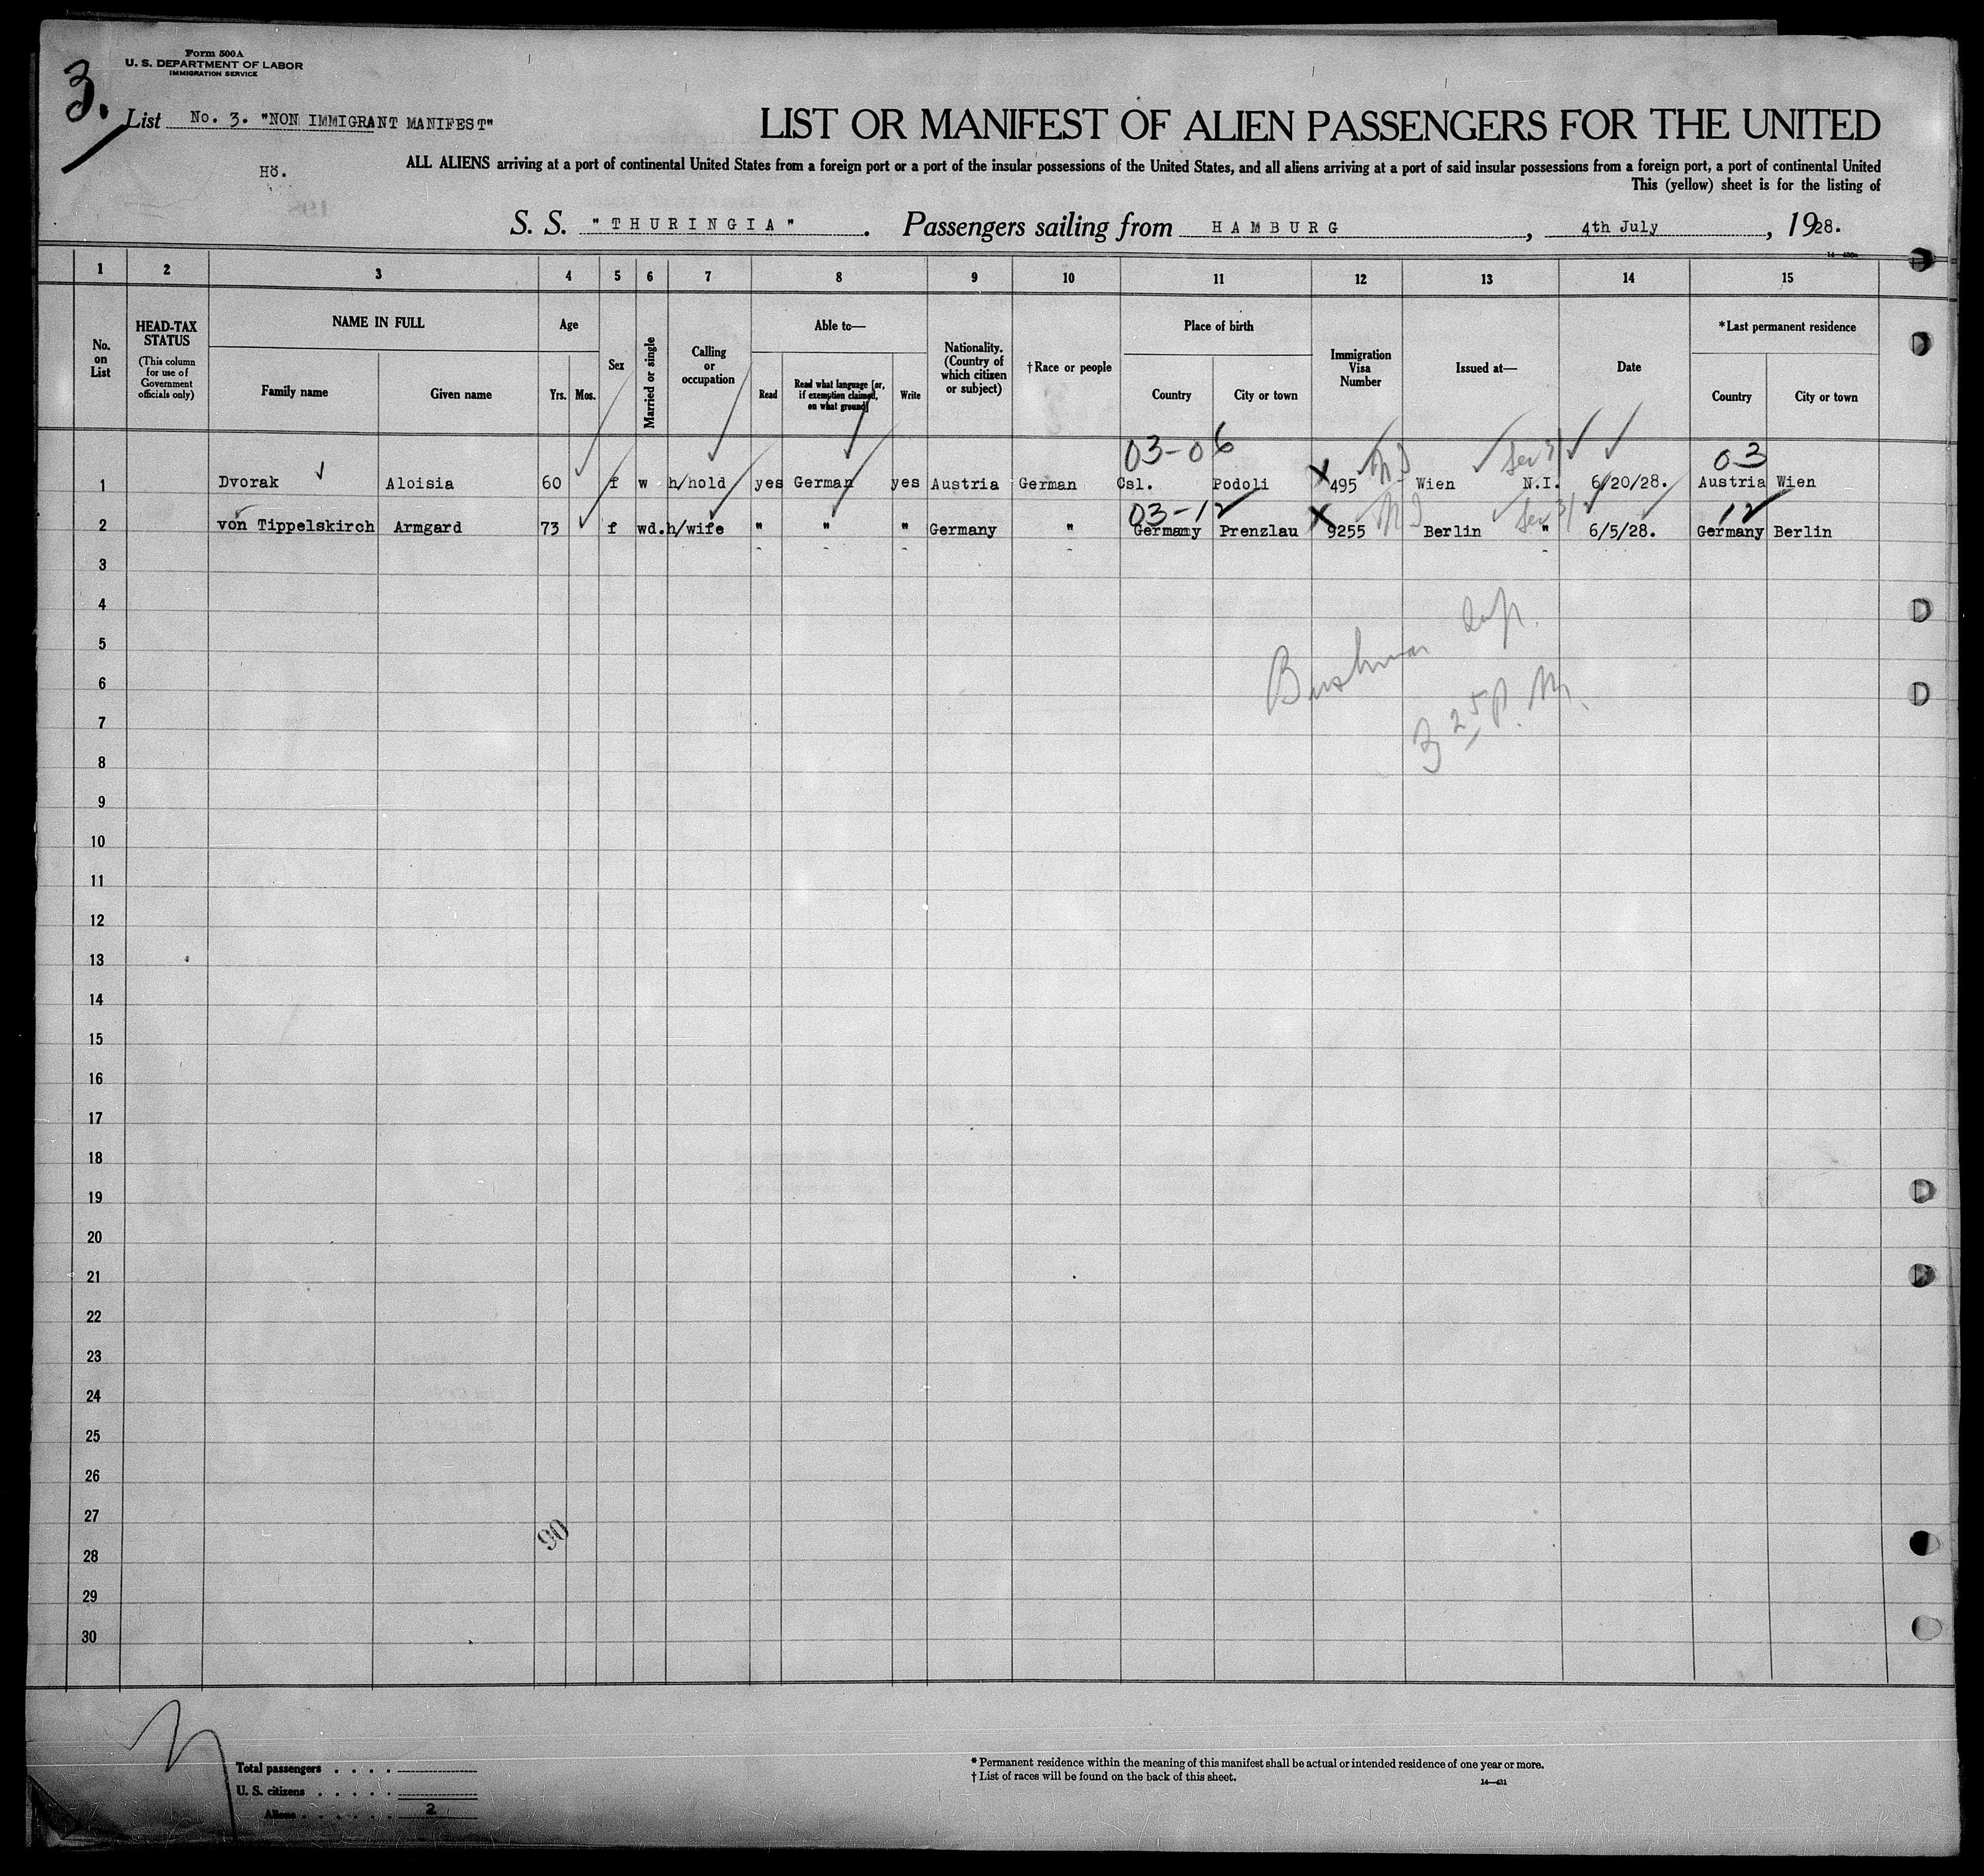 Form 500A
U. S. DEPARTMENT OF LABOR
IMMIGRATION SERVICE
3.
List No. 3. "NON IMMIGRANT MANIFEST"
LIST OR MANIFEST OF ALIEN PASSENGERS FOR THE UNITED
Hö.
ALL ALIENS arriving at a port of continental United States from a foreign port or a port of the insular possessions of the United States, and all aliens arriving at a port of said insular possessions from a foreign port, a port of continental United
This (yellow) sheet is for the listing of
S. S. "THURINGIA". Passengers sailing from HAMBURG, 4th July, 1928.
1 2 3 4 5 6 7 8 9 10 11 12 13 14 15
No. on List
HEAD-TAX STATUS (This column for use of Government officials only)
NAME IN FULL
Family name Given name
Age
Yrs. Mos.
Sex
Married or single
Calling or occupation
Able to—
Read Read what language [or, if exemption claimed, on what ground] Write
Nationality. (Country of which citizen or subject)
†Race or people
Place of birth
Country City or town
Immigration Visa Number
Issued at—
Date
*Last permanent residence
Country City or town
03-06 03
1 Dvorak Aloisia 60 f w h/hold yes German yes Austria German Csl. Podoli 495 Wien N.I. 6/20/28. Austria Wien
03-12 12
2 von Tippelskirch Armgard 73 f wd. h/wife " " " Germany " Germany Prenzlau 9255 Berlin " 6/5/28. Germany Berlin
3
4
5
6
7
3 25 P. M.
8
9
10
11
12
13
14
15
16
17
18
19
20
21
22
23
24
25
26
27
90
28
29
30
Total passengers . . . .
U. S. citizens . . . . .
Aliens . . . . . . 2
* Permanent residence within the meaning of this manifest shall be actual or intended residence of one year or more.
† List of races will be found on the back of this sheet.
14—431